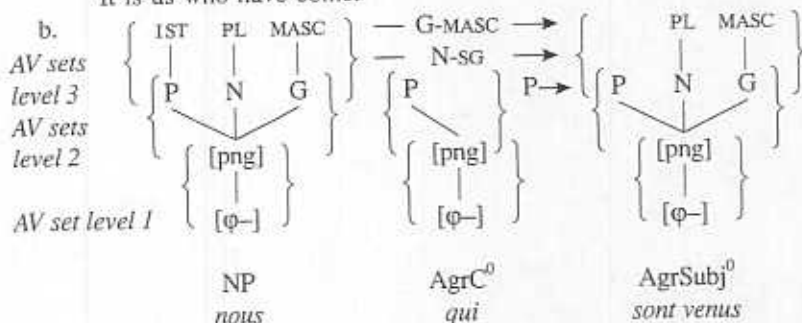 It is us who have come.
b. { IST PL MASC } — G-MASC → { PL MASC }
AV sets — N-SG →
level 3 { P N G } { P } P→ { P N G }
AV sets
level 2 { [png] } { [png] } { [png] }
AV set level 1 [φ–] [φ–] [φ–]
NP AgrC⁰ AgrSubj⁰
nous qui sont venus